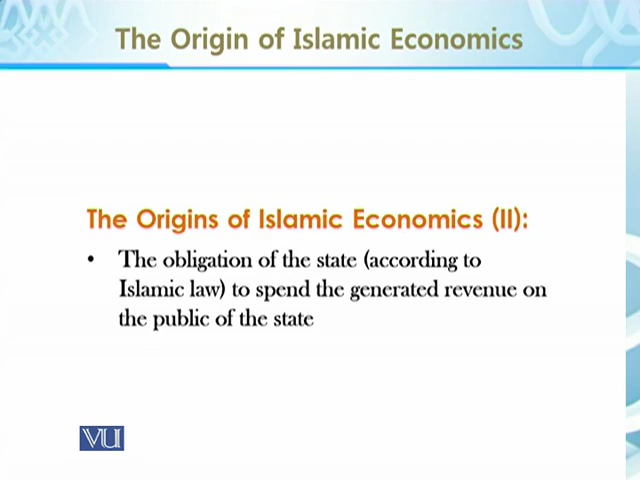 The Origin of Islamic Economics
The Origins of Islamic Economics (II):
• The obligation of the state (according to
Islamic law) to spend the generated revenue on
the public of the state
VU